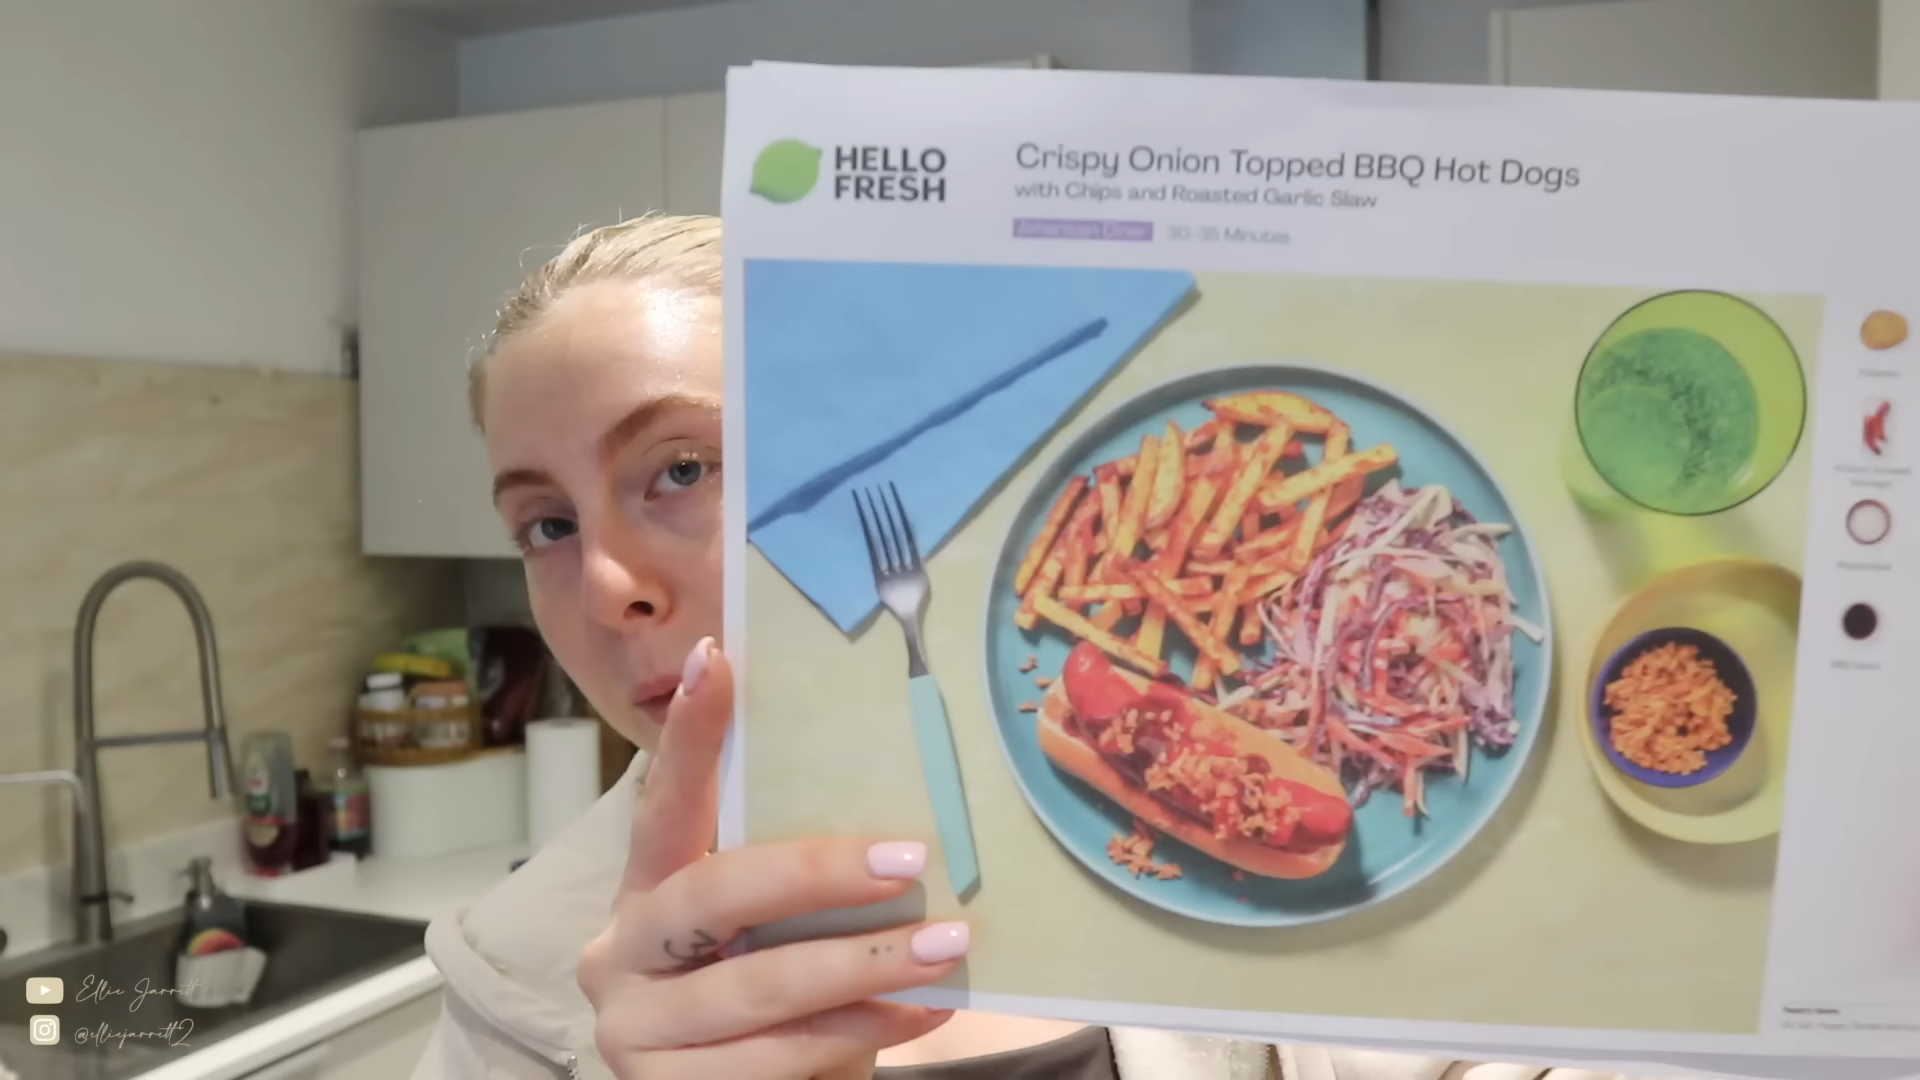 HELLO
FRESH
Crispy Onion Topped BBQ Hot Dogs
with Chips and Roasted Garlic Slaw
American Diner 30-35 Minutes
Ellie Jarrett
@elliejarrett2